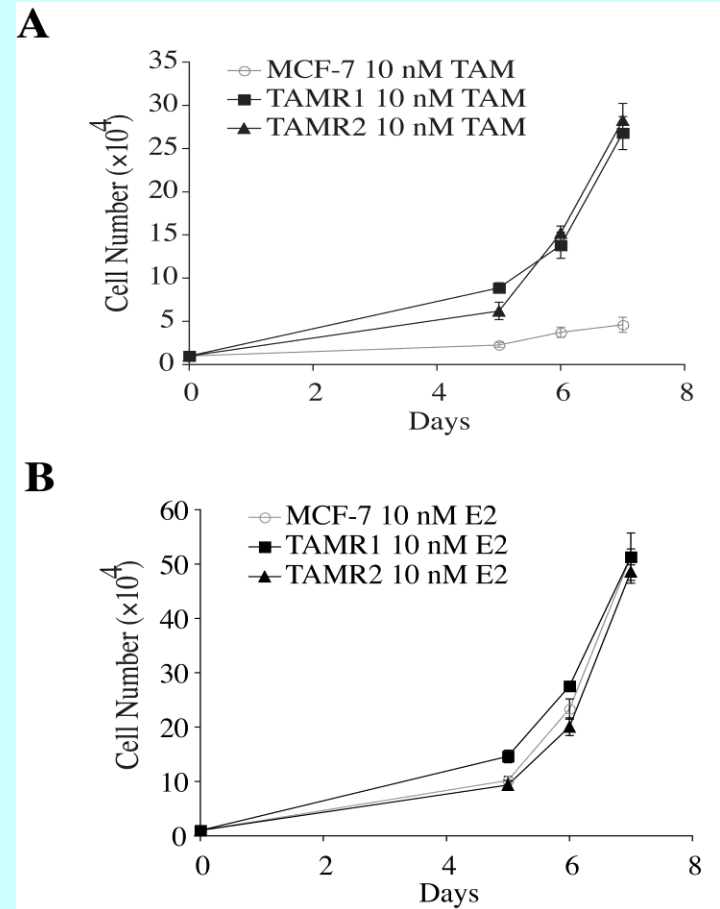 A
MCF-7 10 nM TAM
TAMR1 10 nM TAM
TAMR2 10 nM TAM
Cell Number (×10⁴)
35
30
25
20
15
10
5
0
0 2 4 6 8
Days
B
MCF-7 10 nM E2
TAMR1 10 nM E2
TAMR2 10 nM E2
Cell Number (×10⁴)
60
50
40
30
20
10
0
0 2 4 6 8
Days